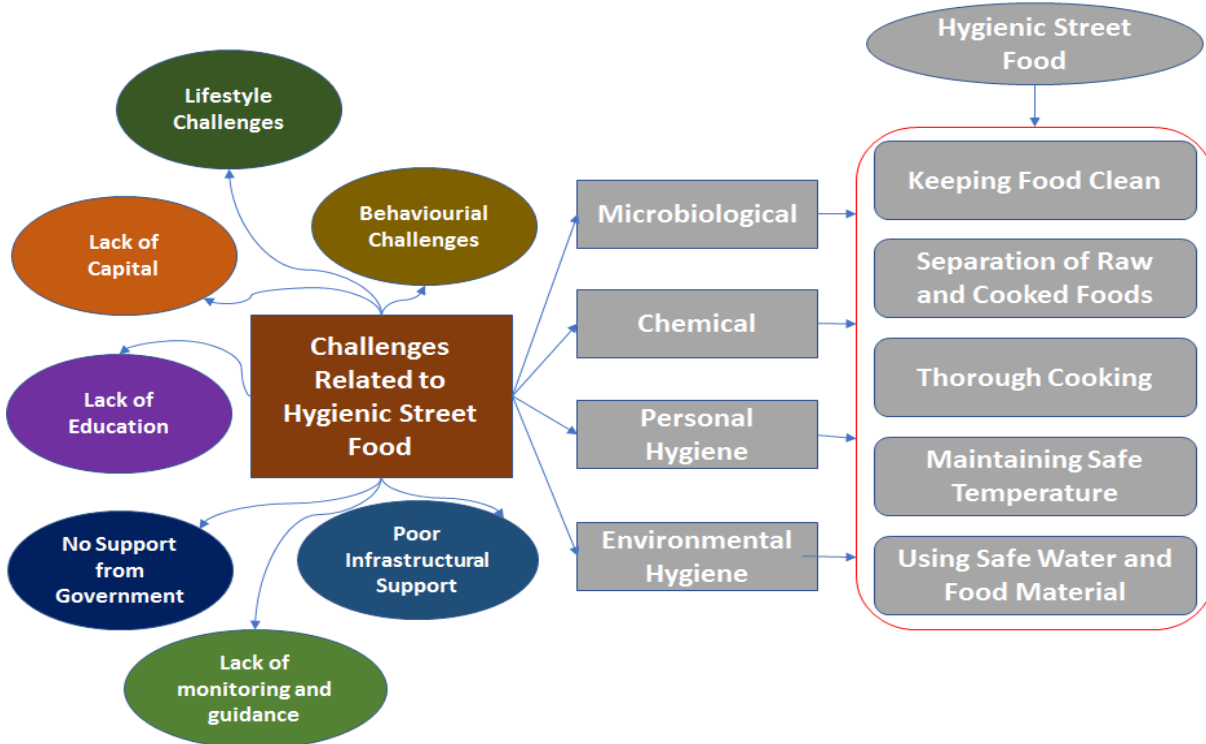 Hygienic Street
Food
Lifestyle
Challenges
Behaviourial
Challenges
Lack of
Capital
Lack of
Education
Challenges
Related to
Hygienic Street
Food
No Support
from
Government
Poor
Infrastructural
Support
Lack of
monitoring and
guidance
Microbiological
Chemical
Personal
Hygiene
Environmental
Hygiene
Keeping Food Clean
Separation of Raw
and Cooked Foods
Thorough Cooking
Maintaining Safe
Temperature
Using Safe Water and
Food Material